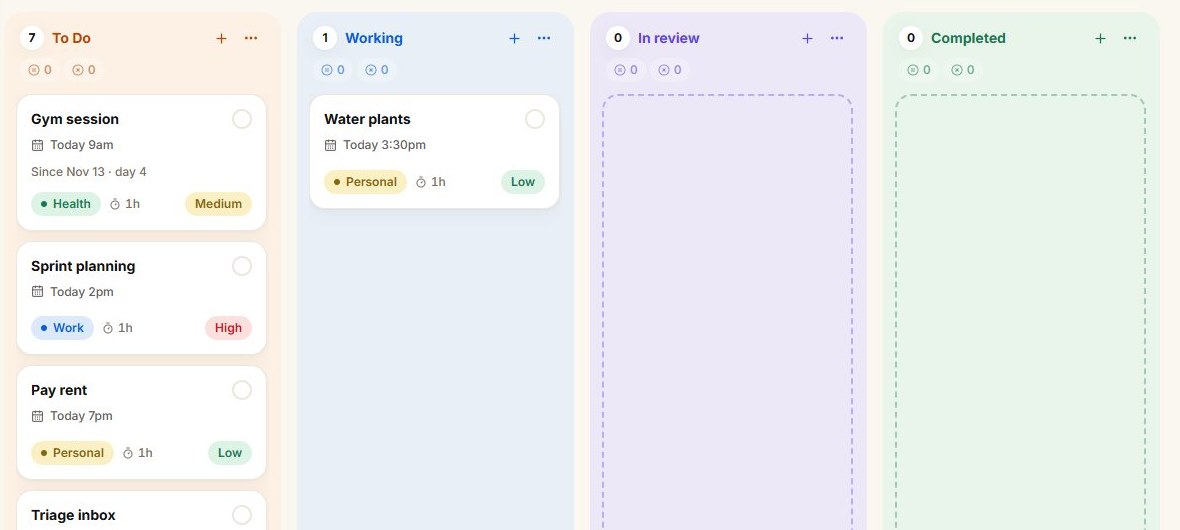 7 To Do
0 0
Gym session
Today 9am
Since Nov 13 · day 4
Health 1h Medium
Sprint planning
Today 2pm
Work 1h High
Pay rent
Today 7pm
Personal 1h Low
Triage inbox
1 Working
0 0
Water plants
Today 3:30pm
Personal 1h Low
0 In review
0 0
0 Completed
0 0